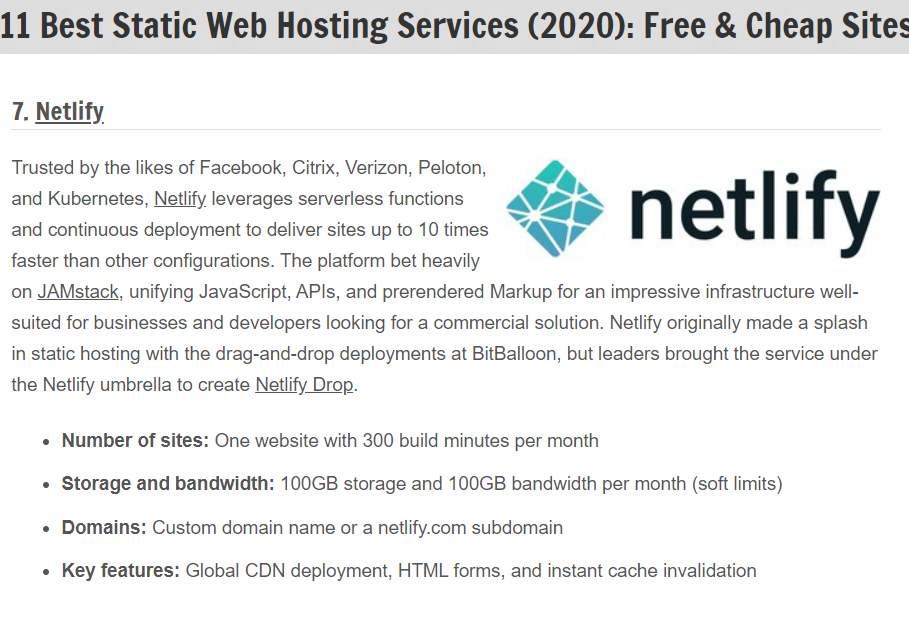 11 Best Static Web Hosting Services (2020): Free & Cheap Sites
7. Netlify
Trusted by the likes of Facebook, Citrix, Verizon, Peloton,
and Kubernetes, Netlify leverages serverless functions
and continuous deployment to deliver sites up to 10 times
faster than other configurations. The platform bet heavily
netlify
on JAMstack, unifying JavaScript, APIs, and prerendered Markup for an impressive infrastructure well-
suited for businesses and developers looking for a commercial solution. Netlify originally made a splash
in static hosting with the drag-and-drop deployments at BitBalloon, but leaders brought the service under
the Netlify umbrella to create Netlify Drop.
• Number of sites: One website with 300 build minutes per month
• Storage and bandwidth: 100GB storage and 100GB bandwidth per month (soft limits)
• Domains: Custom domain name or a netlify.com subdomain
• Key features: Global CDN deployment, HTML forms, and instant cache invalidation